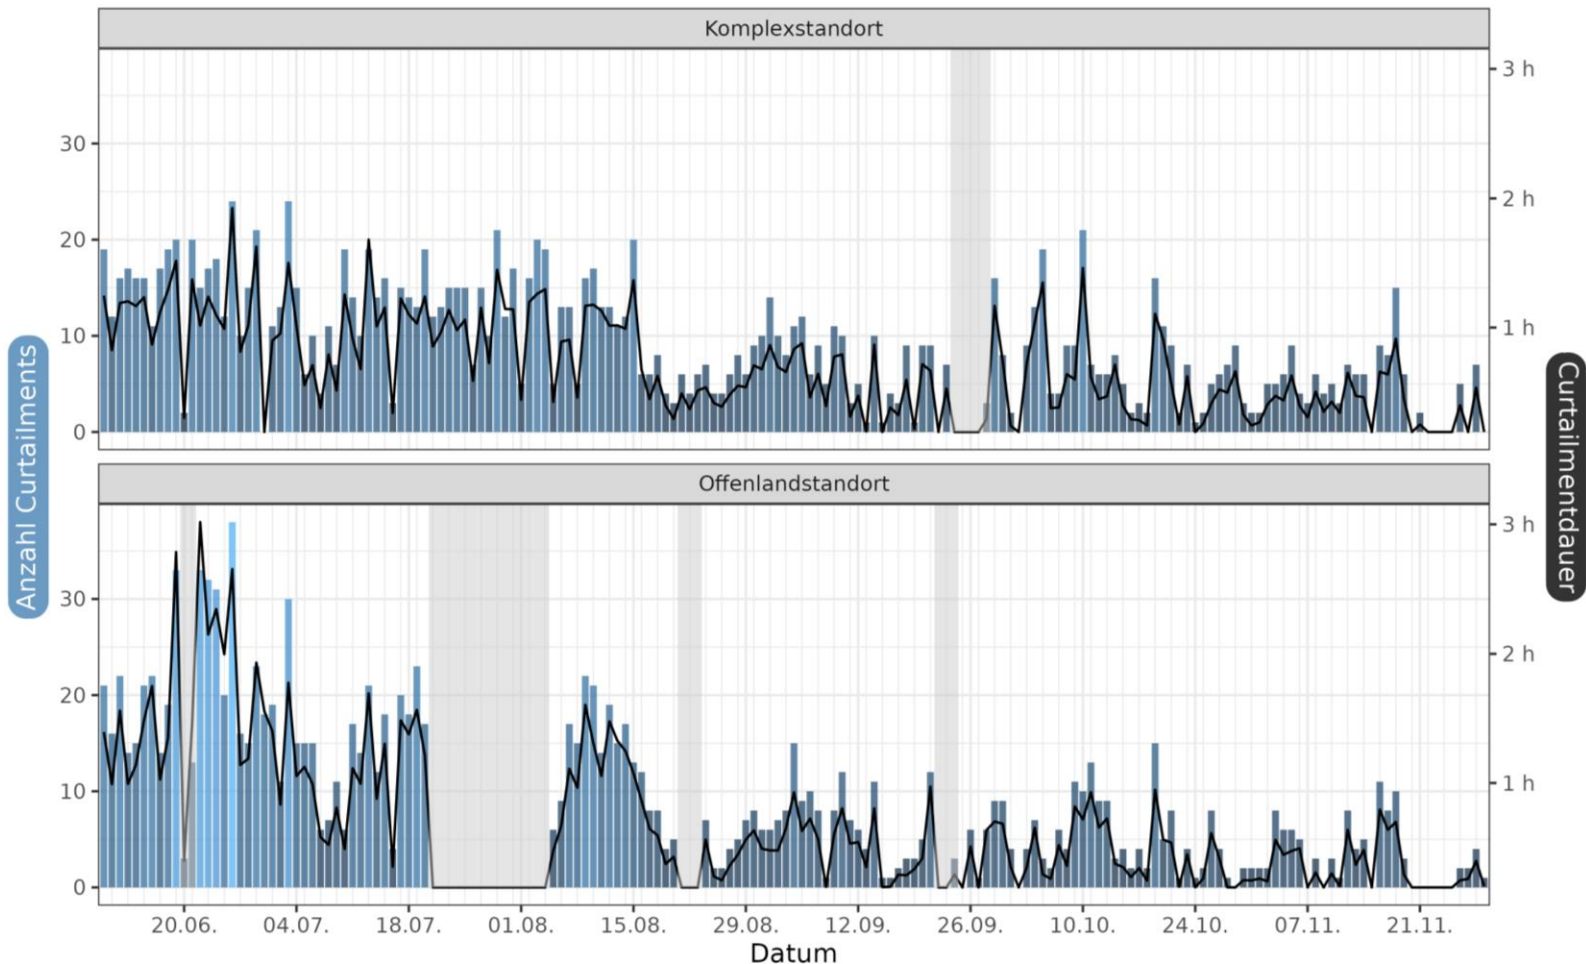 Komplexstandort
30
20
10
0
3 h
2 h
1 h
Offenlandstandort
30
20
10
0
3 h
2 h
1 h
20.06.
04.07.
18.07.
01.08.
15.08.
29.08.
12.09.
26.09.
10.10.
24.10.
07.11.
21.11.
Datum
Anzahl Curtailments
Curtailmentdauer